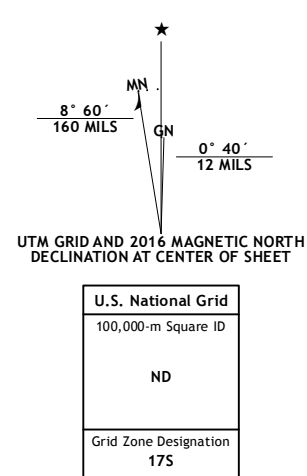 ★
MN
8° 60´
160 MILS
GN
0° 40´
12 MILS
UTM GRID AND 2016 MAGNETIC NORTH
DECLINATION AT CENTER OF SHEET
U.S. National Grid
100,000-m Square ID
ND
Grid Zone Designation
17S